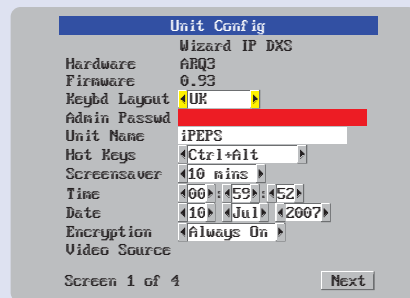 Unit Config
Wizard IP DXS
Hardware ARQ3
Firmware 0.93
Keybd Layout UK
Admin Passwd
Unit Name iPEPS
Hot Keys Ctrl+Alt
Screensaver 10 mins
Time 00:59:52
Date 10 Jul 2007
Encryption Always On
Video Source
Screen 1 of 4 Next